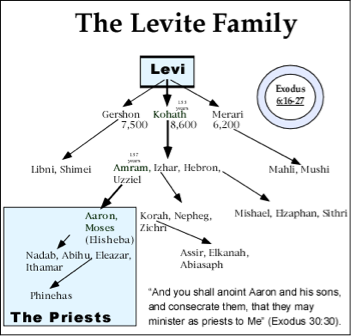 The Levite Family
Levi
Exodus
6:16-27
Gershon
7,500
133
years
Kohath
8,600
Merari
6,200
Libni, Shimei
137
years
Amram, Izhar, Hebron,
Uzziel
Mahli, Mushi
Aaron,
Moses
(Elisheba)
Korah, Nepheg,
Zichri
Mishael, Elzaphan, Sithri
Nadab, Abihu, Eleazar,
Ithamar
Assir, Elkanah,
Abiasaph
Phinehas
The Priests
“And you shall anoint Aaron and his sons,
and consecrate them, that they may
minister as priests to Me” (Exodus 30:30).